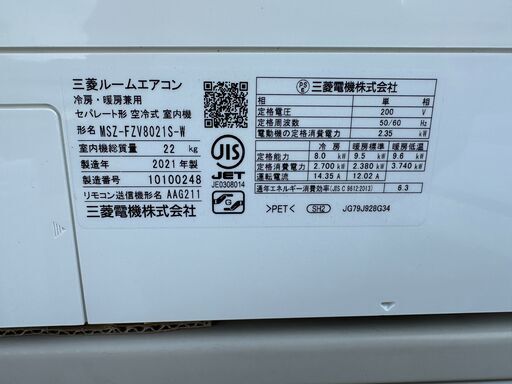 三菱ルームエアコン
冷房・暖房兼用
セパレート形 空冷式 室内機
形名 MSZ-FZV8021S-W
室内機総質量 22 kg
製造年 2021年
製造番号 10100248
リモコン送信機形名 AAG211
三菱電機株式会社
JIS
JET
JE0308014
PSE 三菱電機株式会社
相 単 相
定格電圧 200 V
定格周波数 50/60 Hz
電動機の定格消費電力 2.35 kW
冷房 暖房標準 暖房低温
定格能力 8.0 kW 9.5 kW 9.6 kW
定格消費電力 2.700 kW 2.380 kW 3.740 kW
運転電流 14.35 A 12.02 A
通年エネルギー消費効率(JIS C 9612:2013) 6.3
>PET< SH2 JG79J928G34